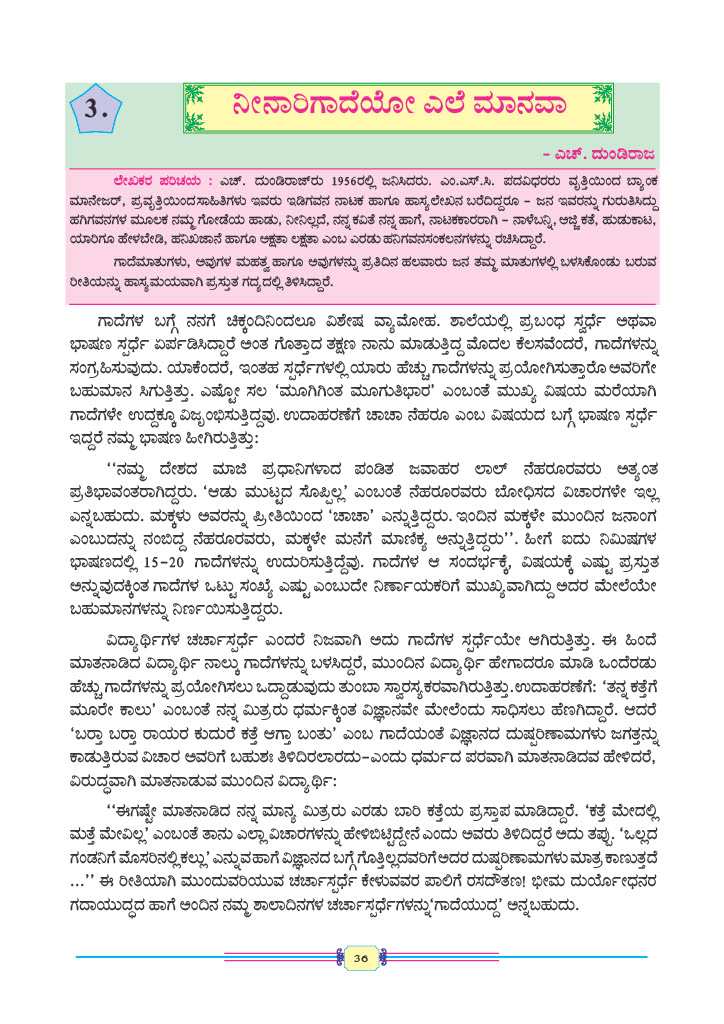 3.
ನೀನಾರಿಗಾದೆಯೋ ಎಲೆ ಮಾನವಾ
– ಎಚ್. ದುಂಡಿರಾಜ
ಲೇಖಕರ ಪರಿಚಯ : ಎಚ್. ದುಂಡಿರಾಜ್‌ರು 1956ರಲ್ಲಿ ಜನಿಸಿದರು. ಎಂ.ಎಸ್.ಸಿ. ಪದವಿಧರರು ವೃತ್ತಿಯಿಂದ ಬ್ಯಾಂಕ
ಮಾನೇಜರ್, ಪ್ರವೃತ್ತಿಯಿಂದ ಸಾಹಿತಿಗಳು ಇವರು ಇಡಿಗವನ ನಾಟಕ ಹಾಗೂ ಹಾಸ್ಯಲೇಖನ ಬರೆದಿದ್ದರೂ – ಜನ ಇವರನ್ನು ಗುರುತಿಸಿದ್ದು
ಹಗಿಗವನಗಳ ಮೂಲಕ ನಮ್ಮ ಗೋಡೆಯ ಹಾಡು, ನೀನಿಲ್ಲದೆ, ನನ್ನ ಕವಿತೆ ನನ್ನ ಹಾಗೆ, ನಾಟಕಕಾರರಾಗಿ – ನಾಳೆಬನ್ನಿ, ಅಜ್ಜಿ ಕತೆ, ಹುಡುಕಾಟ,
ಯಾರಿಗೂ ಹೇಳಬೇಡಿ, ಹನಿಖಜಾನೆ ಹಾಗೂ ಅಕ್ಷತಾ ಲಕ್ಷತಾ ಎಂಬ ಎರಡು ಹನಿಗವನಸಂಕಲನಗಳನ್ನು ರಚಿಸಿದ್ದಾರೆ.
ಗಾದೆಮಾತುಗಳು, ಅವುಗಳ ಮಹತ್ವ ಹಾಗೂ ಅವುಗಳನ್ನು ಪ್ರತಿದಿನ ಹಲವಾರು ಜನ ತಮ್ಮ ಮಾತುಗಳಲ್ಲಿ ಬಳಸಿಕೊಂಡು ಬರುವ
ರೀತಿಯನ್ನು ಹಾಸ್ಯಮಯವಾಗಿ ಪ್ರಸ್ತುತ ಗದ್ಯದಲ್ಲಿ ತಿಳಿಸಿದ್ದಾರೆ.
ಗಾದೆಗಳ ಬಗ್ಗೆ ನನಗೆ ಚಿಕ್ಕಂದಿನಿಂದಲೂ ವಿಶೇಷ ವ್ಯಾಮೋಹ. ಶಾಲೆಯಲ್ಲಿ ಪ್ರಬಂಧ ಸ್ಪರ್ಧೆ ಅಥವಾ
ಭಾಷಣ ಸ್ಪರ್ಧೆ ಏರ್ಪಡಿಸಿದ್ದಾರೆ ಅಂತ ಗೊತ್ತಾದ ತಕ್ಷಣ ನಾನು ಮಾಡುತ್ತಿದ್ದ ಮೊದಲ ಕೆಲಸವೆಂದರೆ, ಗಾದೆಗಳನ್ನು
ಸಂಗ್ರಹಿಸುವುದು. ಯಾಕೆಂದರೆ, ಇಂತಹ ಸ್ಪರ್ಧೆಗಳಲ್ಲಿ ಯಾರು ಹೆಚ್ಚು ಗಾದೆಗಳನ್ನು ಪ್ರಯೋಗಿಸುತ್ತಾರೊ ಅವರಿಗೇ
ಬಹುಮಾನ ಸಿಗುತ್ತಿತ್ತು. ಎಷ್ಟೋ ಸಲ ‘ಮೂಗಿಗಿಂತ ಮೂಗುತಿಭಾರ’ ಎಂಬಂತೆ ಮುಖ್ಯ ವಿಷಯ ಮರೆಯಾಗಿ
ಗಾದೆಗಳೇ ಉದ್ದಕ್ಕೂ ವಿಜೃಂಭಿಸುತ್ತಿದ್ದವು. ಉದಾಹರಣೆಗೆ ಚಾಚಾ ನೆಹರೂ ಎಂಬ ವಿಷಯದ ಬಗ್ಗೆ ಭಾಷಣ ಸ್ಪರ್ಧೆ
ಇದ್ದರೆ ನಮ್ಮ ಭಾಷಣ ಹೀಗಿರುತ್ತಿತ್ತು:
‘‘ನಮ್ಮ ದೇಶದ ಮಾಜಿ ಪ್ರಧಾನಿಗಳಾದ ಪಂಡಿತ ಜವಾಹರ ಲಾಲ್ ನೆಹರೂರವರು ಅತ್ಯಂತ
ಪ್ರತಿಭಾವಂತರಾಗಿದ್ದರು. ‘ಆಡು ಮುಟ್ಟದ ಸೊಪ್ಪಿಲ್ಲ’ ಎಂಬಂತೆ ನೆಹರೂರವರು ಬೋಧಿಸದ ವಿಚಾರಗಳೇ ಇಲ್ಲ
ಎನ್ನಬಹುದು. ಮಕ್ಕಳು ಅವರನ್ನು ಪ್ರೀತಿಯಿಂದ ‘ಚಾಚಾ’ ಎನ್ನುತ್ತಿದ್ದರು. ಇಂದಿನ ಮಕ್ಕಳೇ ಮುಂದಿನ ಜನಾಂಗ
ಎಂಬುದನ್ನು ನಂಬಿದ್ದ ನೆಹರೂರವರು, ಮಕ್ಕಳೇ ಮನೆಗೆ ಮಾಣಿಕ್ಯ ಅನ್ನುತ್ತಿದ್ದರು’’. ಹೀಗೆ ಐದು ನಿಮಿಷಗಳ
ಭಾಷಣದಲ್ಲಿ 15–20 ಗಾದೆಗಳನ್ನು ಉದುರಿಸುತ್ತಿದ್ದೆವು. ಗಾದೆಗಳ ಆ ಸಂದರ್ಭಕ್ಕೆ, ವಿಷಯಕ್ಕೆ ಎಷ್ಟು ಪ್ರಸ್ತುತ
ಅನ್ನುವುದಕ್ಕಿಂತ ಗಾದೆಗಳ ಒಟ್ಟು ಸಂಖ್ಯೆ ಎಷ್ಟು ಎಂಬುದೇ ನಿರ್ಣಾಯಕರಿಗೆ ಮುಖ್ಯವಾಗಿದ್ದು ಅದರ ಮೇಲೆಯೇ
ಬಹುಮಾನಗಳನ್ನು ನಿರ್ಣಯಿಸುತ್ತಿದ್ದರು.
ವಿದ್ಯಾರ್ಥಿಗಳ ಚರ್ಚಾಸ್ಪರ್ಧೆ ಎಂದರೆ ನಿಜವಾಗಿ ಅದು ಗಾದೆಗಳ ಸ್ಪರ್ಧೆಯೇ ಆಗಿರುತ್ತಿತ್ತು. ಈ ಹಿಂದೆ
ಮಾತನಾಡಿದ ವಿದ್ಯಾರ್ಥಿ ನಾಲ್ಕು ಗಾದೆಗಳನ್ನು ಬಳಸಿದ್ದರೆ, ಮುಂದಿನ ವಿದ್ಯಾರ್ಥಿ ಹೇಗಾದರೂ ಮಾಡಿ ಒಂದೆರಡು
ಹೆಚ್ಚು ಗಾದೆಗಳನ್ನು ಪ್ರಯೋಗಿಸಲು ಒದ್ದಾಡುವುದು ತುಂಬಾ ಸ್ವಾರಸ್ಯಕರವಾಗಿರುತ್ತಿತ್ತು.ಉದಾಹರಣೆಗೆ: ‘ತನ್ನ ಕತ್ತೆಗೆ
ಮೂರೇ ಕಾಲು’ ಎಂಬಂತೆ ನನ್ನ ಮಿತ್ರರು ಧರ್ಮಕ್ಕಿಂತ ವಿಜ್ಞಾನವೇ ಮೇಲೆಂದು ಸಾಧಿಸಲು ಹೆಣಗಿದ್ದಾರೆ. ಆದರೆ
‘ಬರ್ತಾ ಬರ್ತಾ ರಾಯರ ಕುದುರೆ ಕತ್ತೆ ಆಗ್ತಾ ಬಂತು’ ಎಂಬ ಗಾದೆಯಂತೆ ವಿಜ್ಞಾನದ ದುಷ್ಪರಿಣಾಮಗಳು ಜಗತ್ತನ್ನು
ಕಾಡುತ್ತಿರುವ ವಿಚಾರ ಅವರಿಗೆ ಬಹುಶಃ ತಿಳಿದಿರಲಾರದು–ಎಂದು ಧರ್ಮದ ಪರವಾಗಿ ಮಾತನಾಡಿದವ ಹೇಳಿದರೆ,
ವಿರುದ್ಧವಾಗಿ ಮಾತನಾಡುವ ಮುಂದಿನ ವಿದ್ಯಾರ್ಥಿ:
‘‘ಈಗಷ್ಟೇ ಮಾತನಾಡಿದ ನನ್ನ ಮಾನ್ಯ ಮಿತ್ರರು ಎರಡು ಬಾರಿ ಕತ್ತೆಯ ಪ್ರಸ್ತಾಪ ಮಾಡಿದ್ದಾರೆ. ‘ಕತ್ತೆ ಮೇದಲ್ಲಿ
ಮತ್ತೆ ಮೇವಿಲ್ಲ’ ಎಂಬಂತೆ ತಾನು ಎಲ್ಲಾ ವಿಚಾರಗಳನ್ನು ಹೇಳಿಬಿಟ್ಟಿದ್ದೇನೆ ಎಂದು ಅವರು ತಿಳಿದಿದ್ದರೆ ಅದು ತಪ್ಪು. ‘ಒಲ್ಲದ
ಗಂಡನಿಗೆ ಮೊಸರಿನಲ್ಲಿ ಕಲ್ಲು’ ಎನ್ನುವ ಹಾಗೆ ವಿಜ್ಞಾನದ ಬಗ್ಗೆ ಗೊತ್ತಿಲ್ಲದವರಿಗೆ ಅದರ ದುಷ್ಪರಿಣಾಮಗಳು ಮಾತ್ರ ಕಾಣುತ್ತದೆ
...’’ ಈ ರೀತಿಯಾಗಿ ಮುಂದುವರಿಯುವ ಚರ್ಚಾಸ್ಪರ್ಧೆ ಕೇಳುವವರ ಪಾಲಿಗೆ ರಸದೌತಣ! ಭೀಮ ದುರ್ಯೋಧನರ
ಗದಾಯುದ್ಧದ ಹಾಗೆ ಅಂದಿನ ನಮ್ಮ ಶಾಲಾದಿನಗಳ ಚರ್ಚಾಸ್ಪರ್ಧೆಗಳನ್ನು‘ಗಾದೆಯುದ್ದ’ ಅನ್ನಬಹುದು.
36